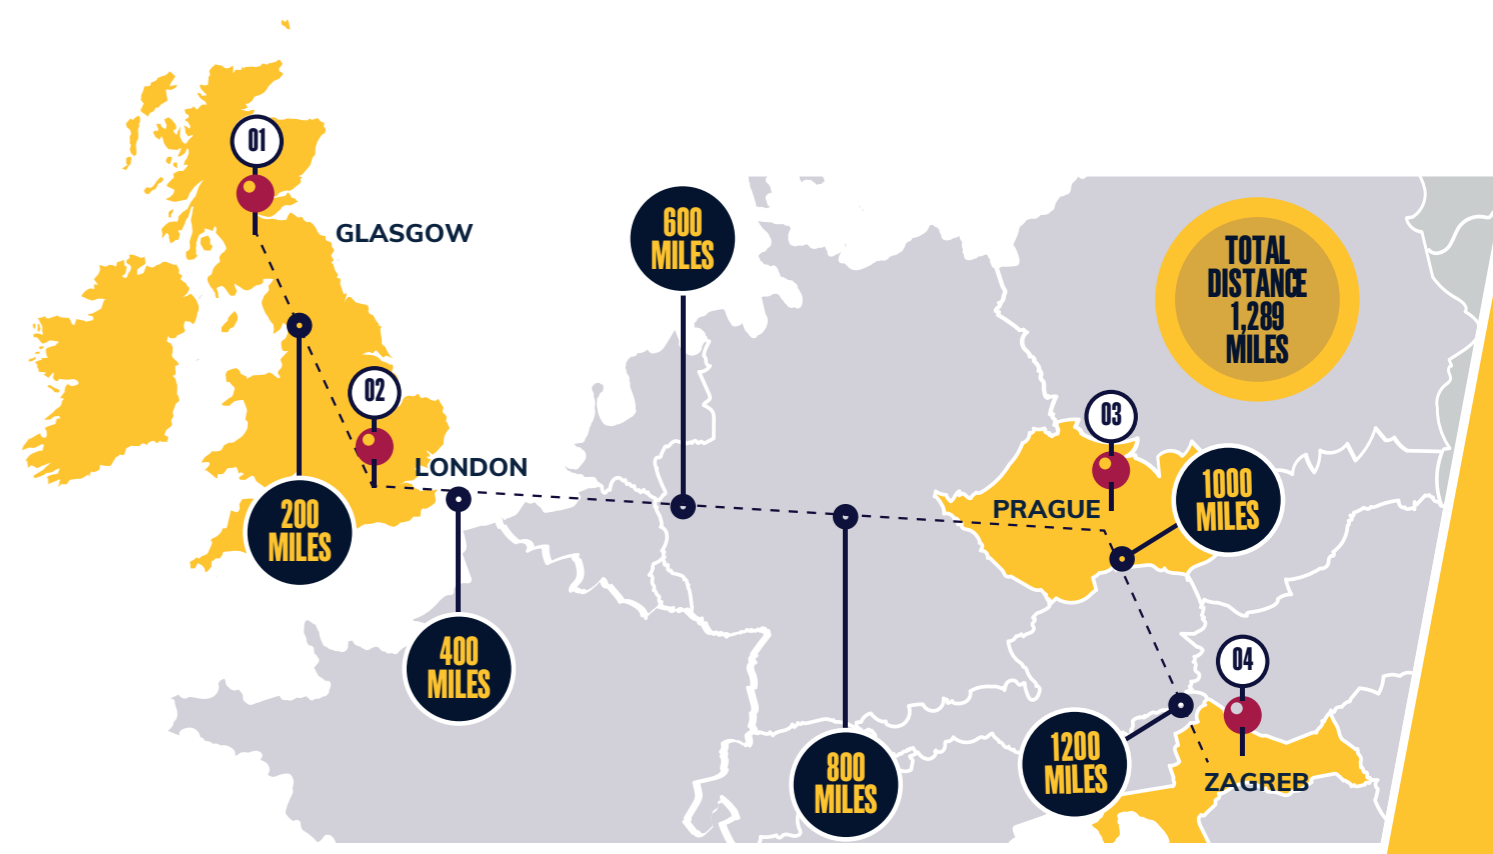 01
GLASGOW
600
MILES
TOTAL
DISTANCE
1,289
MILES
02
LONDON
03
PRAGUE
1000
MILES
200
MILES
400
MILES
04
800
MILES
1200
MILES
ZAGREB